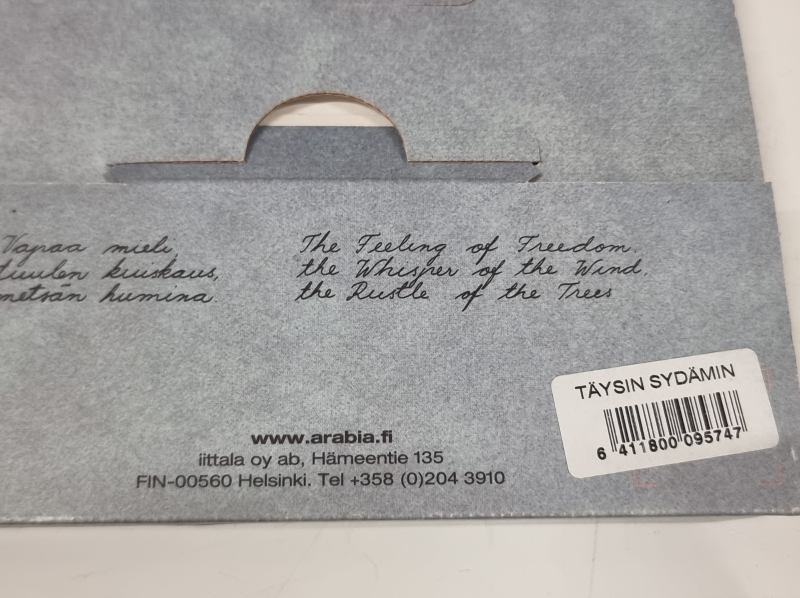 Vapaa mieli
tuulen kuiskaus,
metsän humina.
The Feeling of Freedom,
the Whisper of the Wind,
the Rustle of the Trees
TÄYSIN SYDÄMIN
6 411800 095747
www.arabia.fi
iittala oy ab, Hämeentie 135
FIN-00560 Helsinki. Tel +358 (0)204 3910